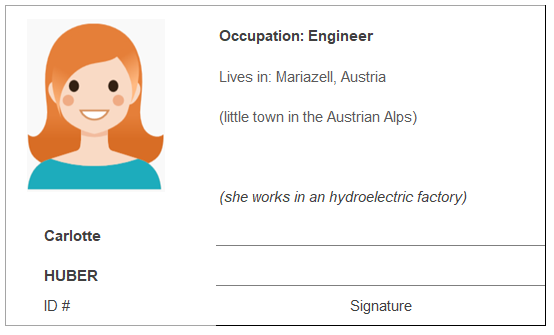 Occupation: Engineer
Lives in: Mariazell, Austria
(little town in the Austrian Alps)
(she works in an hydroelectric factory)
Carlotte
HUBER
ID #
Signature